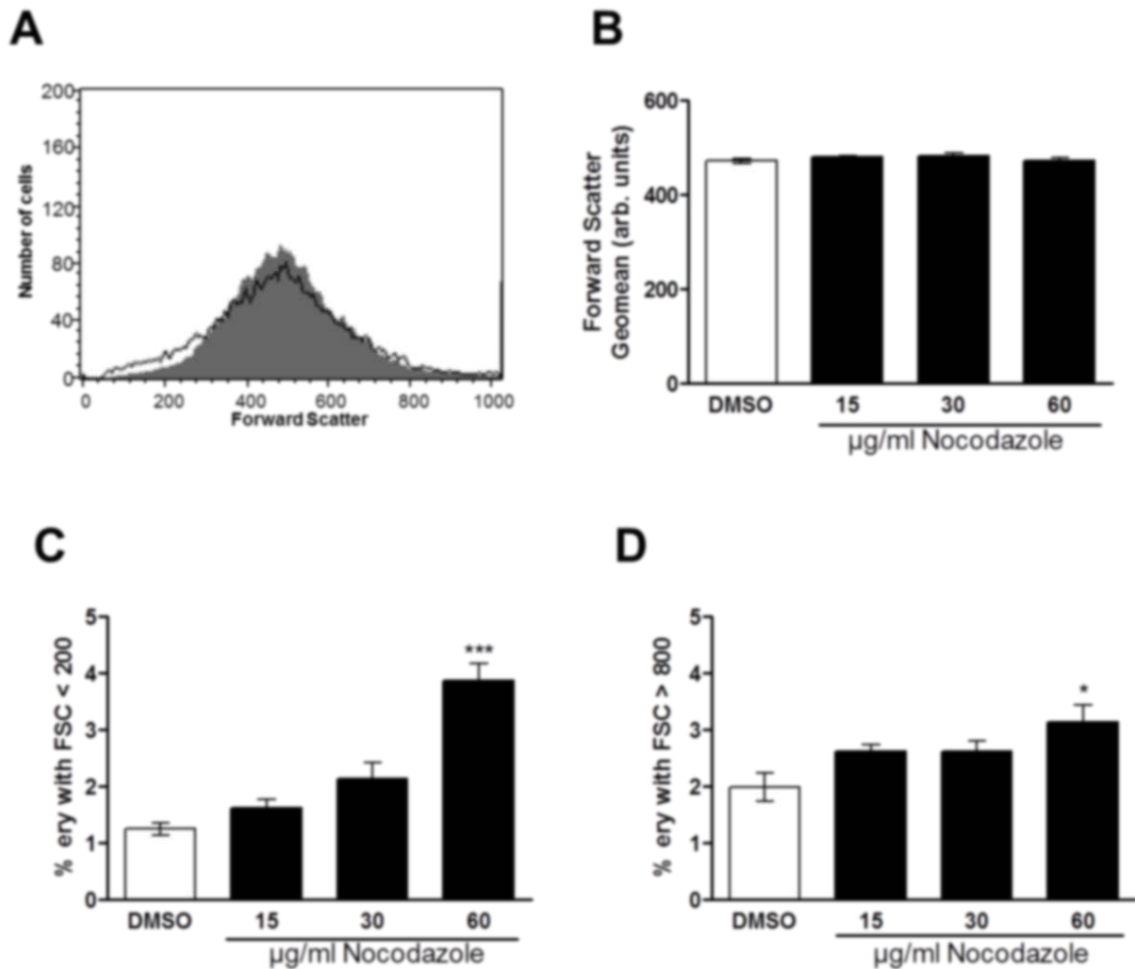 A
200
160
120
80
40
0
Number of cells
0 200 400 600 800 1000
Forward Scatter
B
600
400
200
0
Forward Scatter
Geomean (arb. units)
DMSO 15 30 60
µg/ml Nocodazole
C
5
4
3
2
1
0
% ery with FSC < 200
***
DMSO 15 30 60
µg/ml Nocodazole
D
5
4
3
2
1
0
% ery with FSC > 800
*
DMSO 15 30 60
µg/ml Nocodazole